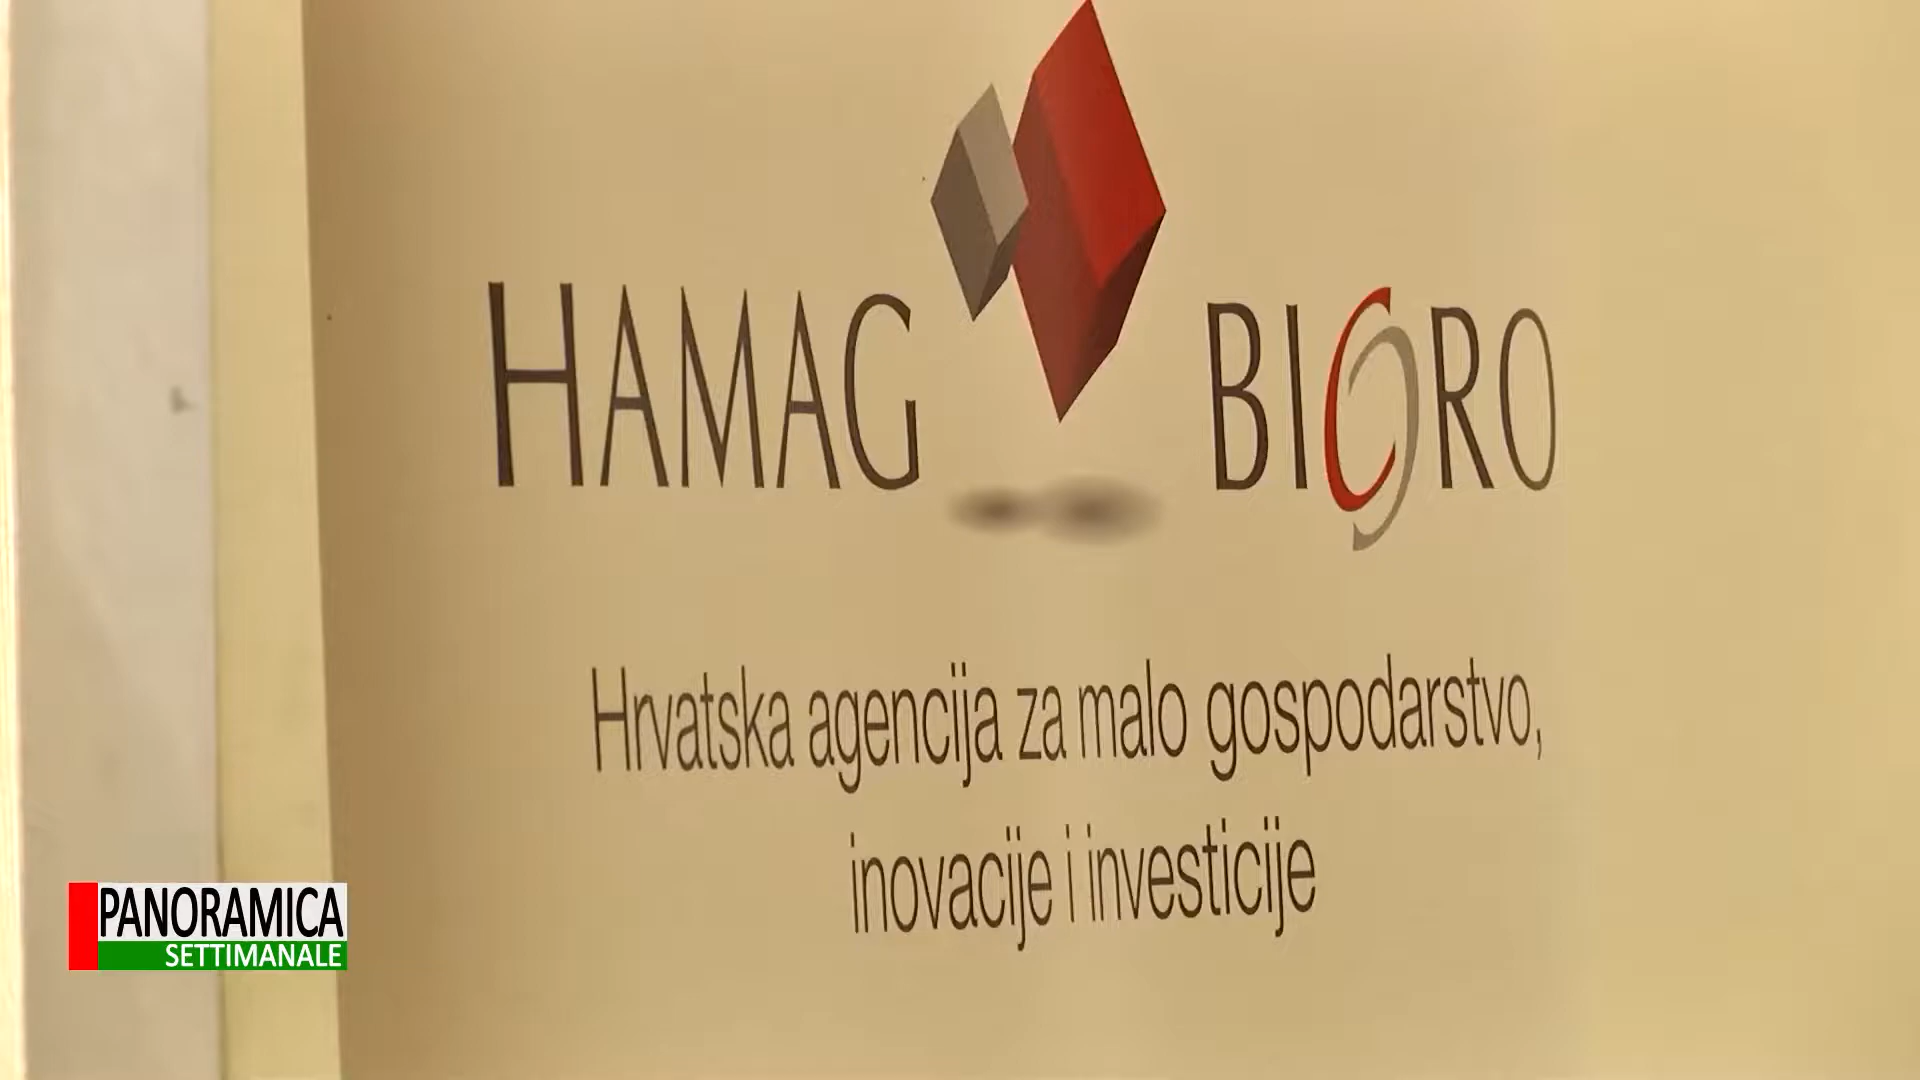 HAMAG BICRO
Hrvatska agencija za malo gospodarstvo,
inovacije i investicije
PANORAMICA
SETTIMANALE